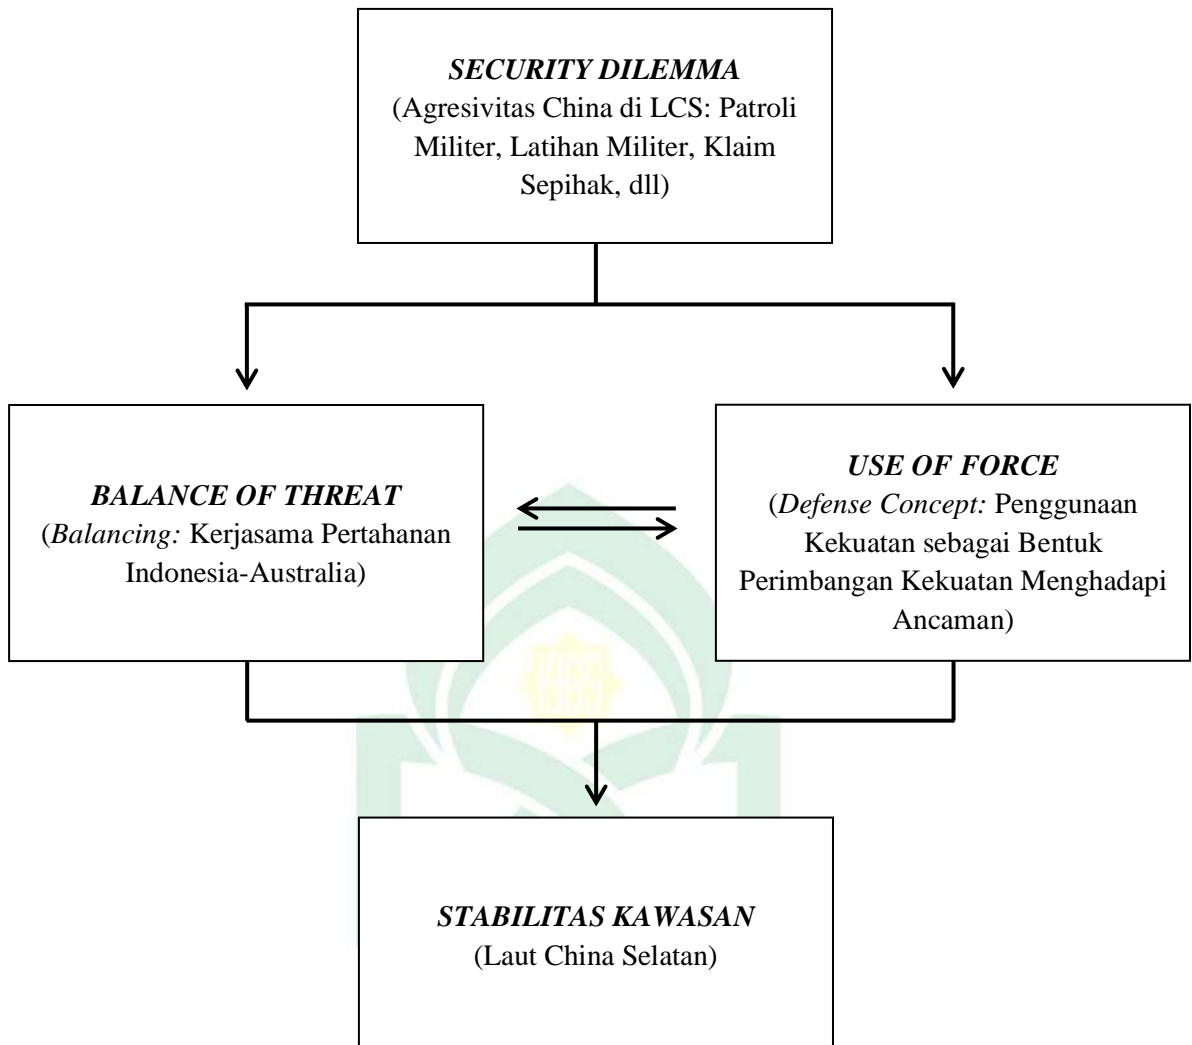 SECURITY DILEMMA
(Agresivitas China di LCS: Patroli
Militer, Latihan Militer, Klaim
Sepihak, dll)
BALANCE OF THREAT
(Balancing: Kerjasama Pertahanan
Indonesia-Australia)
USE OF FORCE
(Defense Concept: Penggunaan
Kekuatan sebagai Bentuk
Perimbangan Kekuatan Menghadapi
Ancaman)
STABILITAS KAWASAN
(Laut China Selatan)